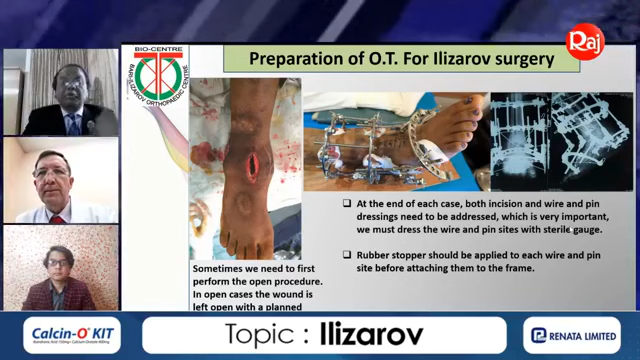 BIO-CENTRE
BARI-ILIZAROV ORTHOPAEDIC CENTRE
Preparation of O.T. For Ilizarov surgery
Raj
At the end of each case, both incision and wire and pin
dressings need to be addressed, which is very important,
we must dress the wire and pin sites with sterile gauge.
Rubber stopper should be applied to each wire and pin
site before attaching them to the frame.
Sometimes we need to first
perform the open procedure.
In open cases the wound is
left open with a planned
Calcin-O® KIT
Topic : Ilizarov
RENATA LIMITED